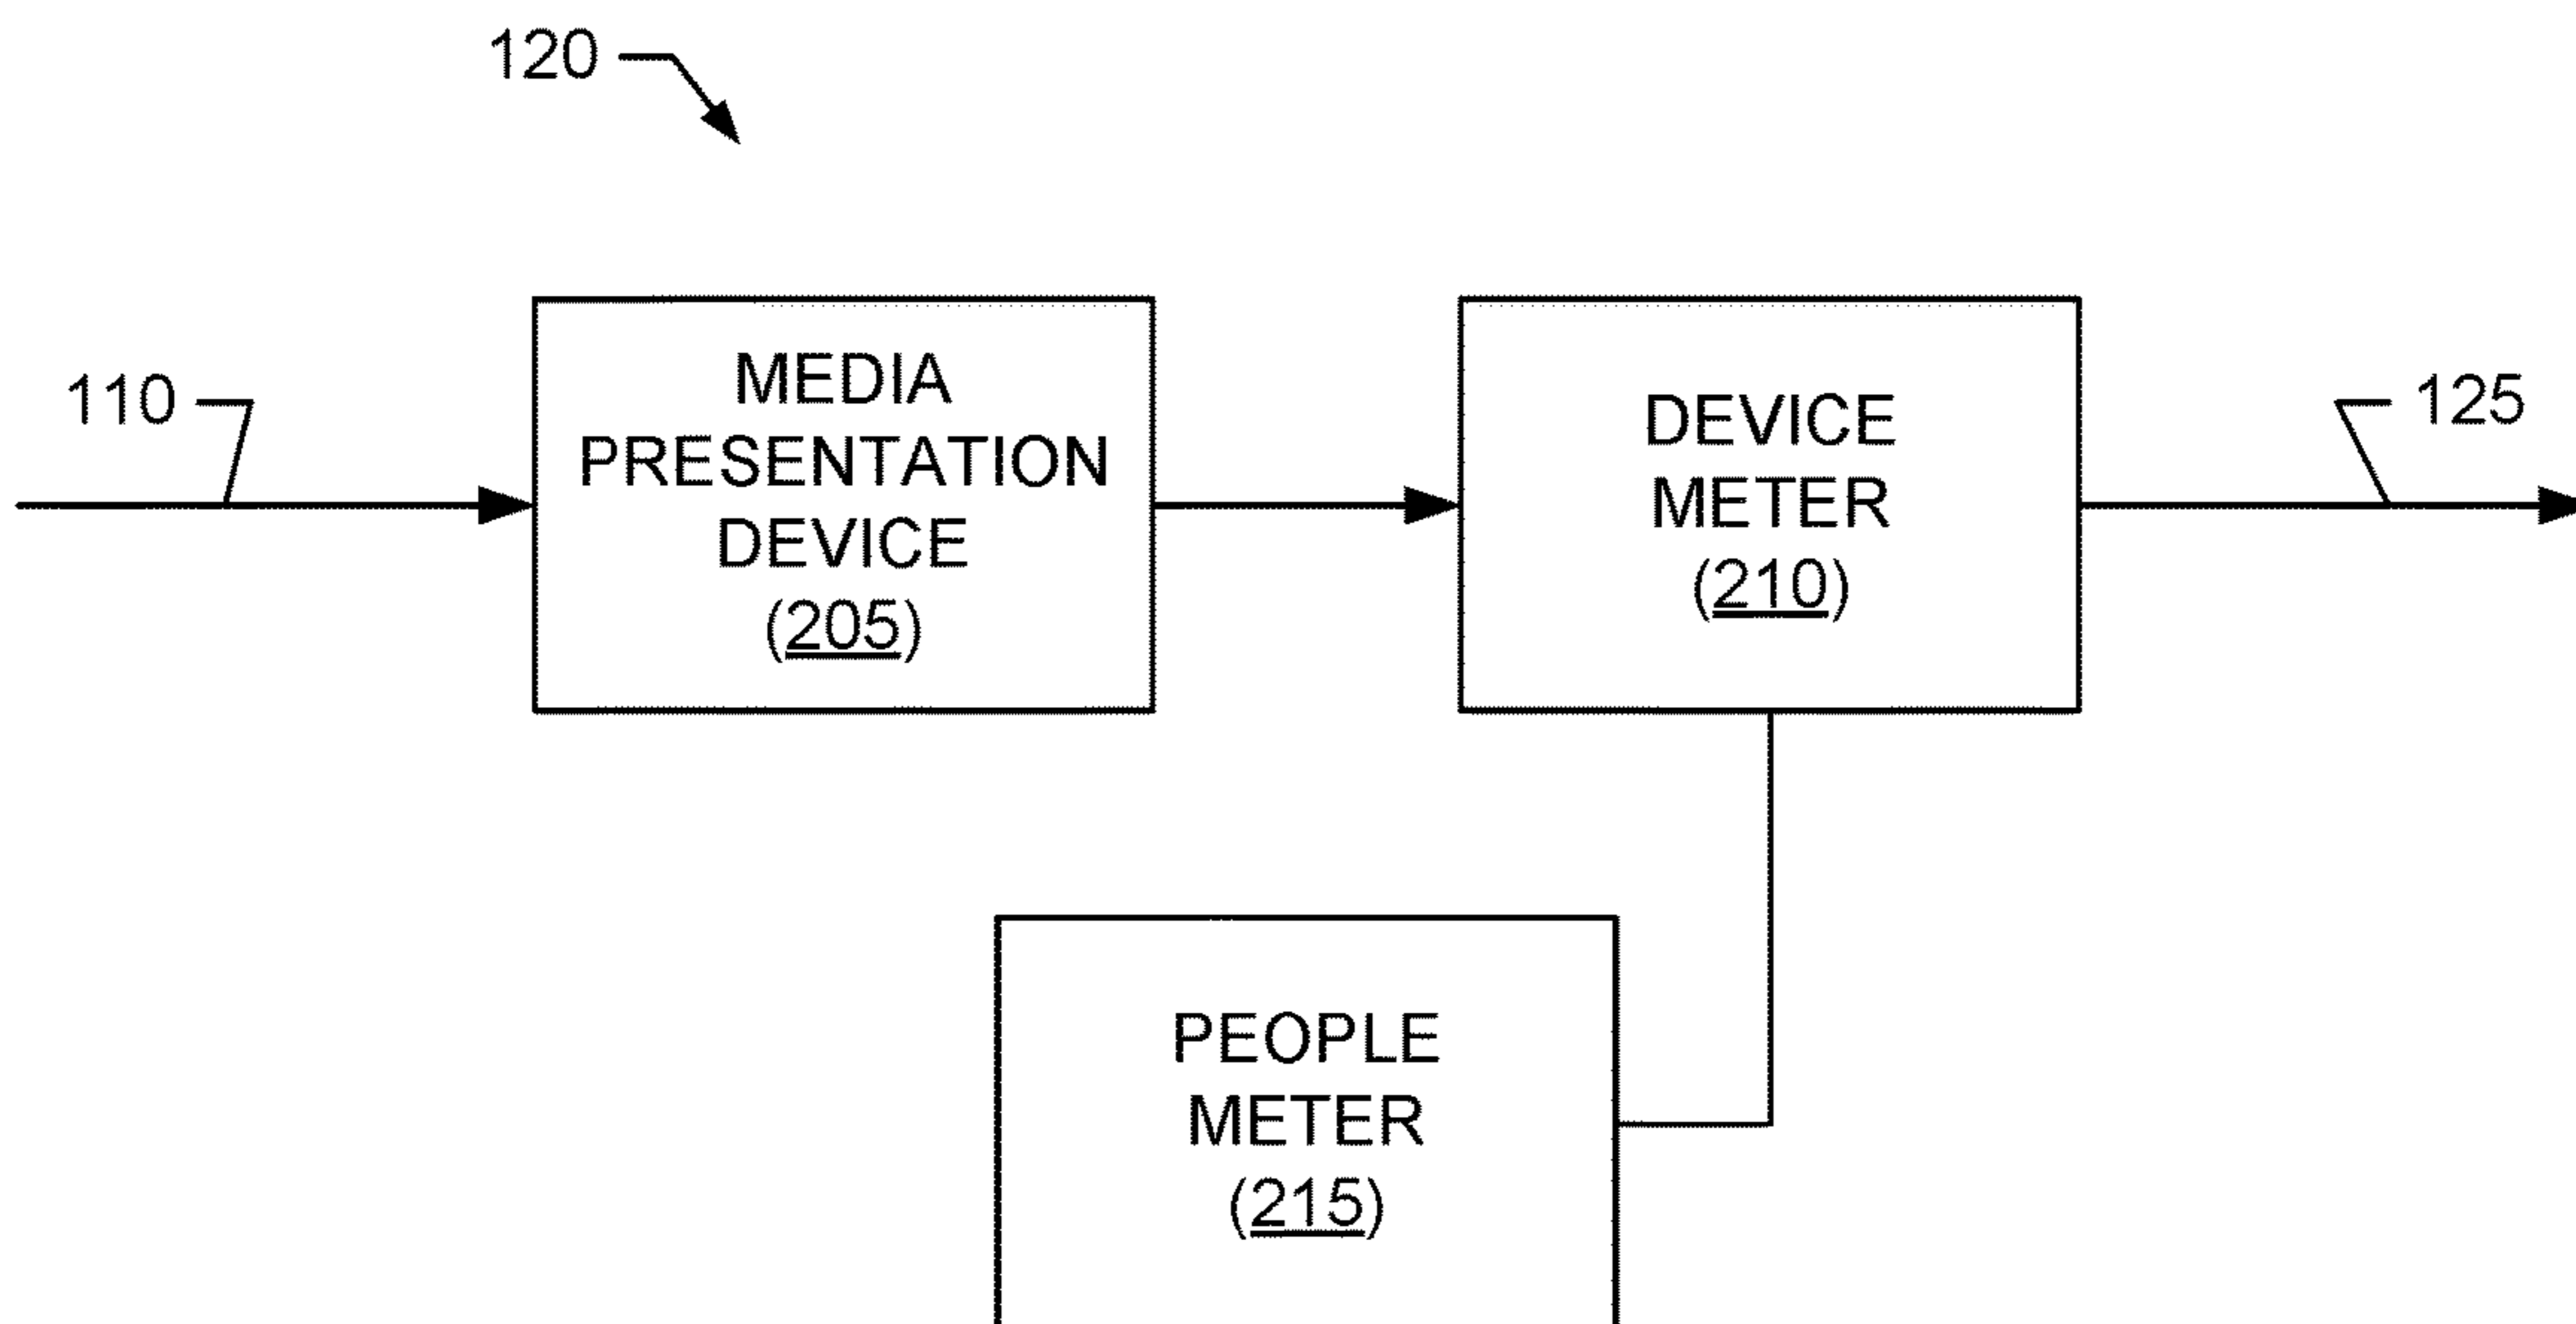 120
110
MEDIA
PRESENTATION
DEVICE
(205)
DEVICE
METER
(210)
125
PEOPLE
METER
(215)